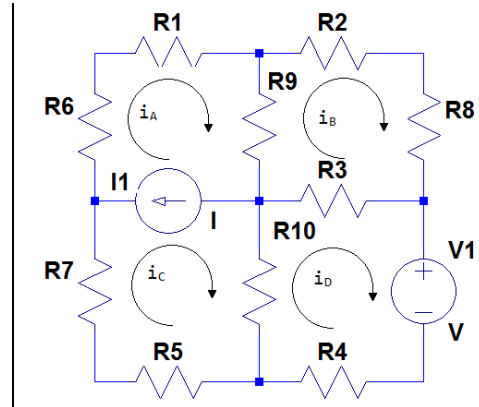 R1 R2
R6 R9 R8
iA iB
I1 R3
I R10
R7 V1
iC iD
V
R5 R4